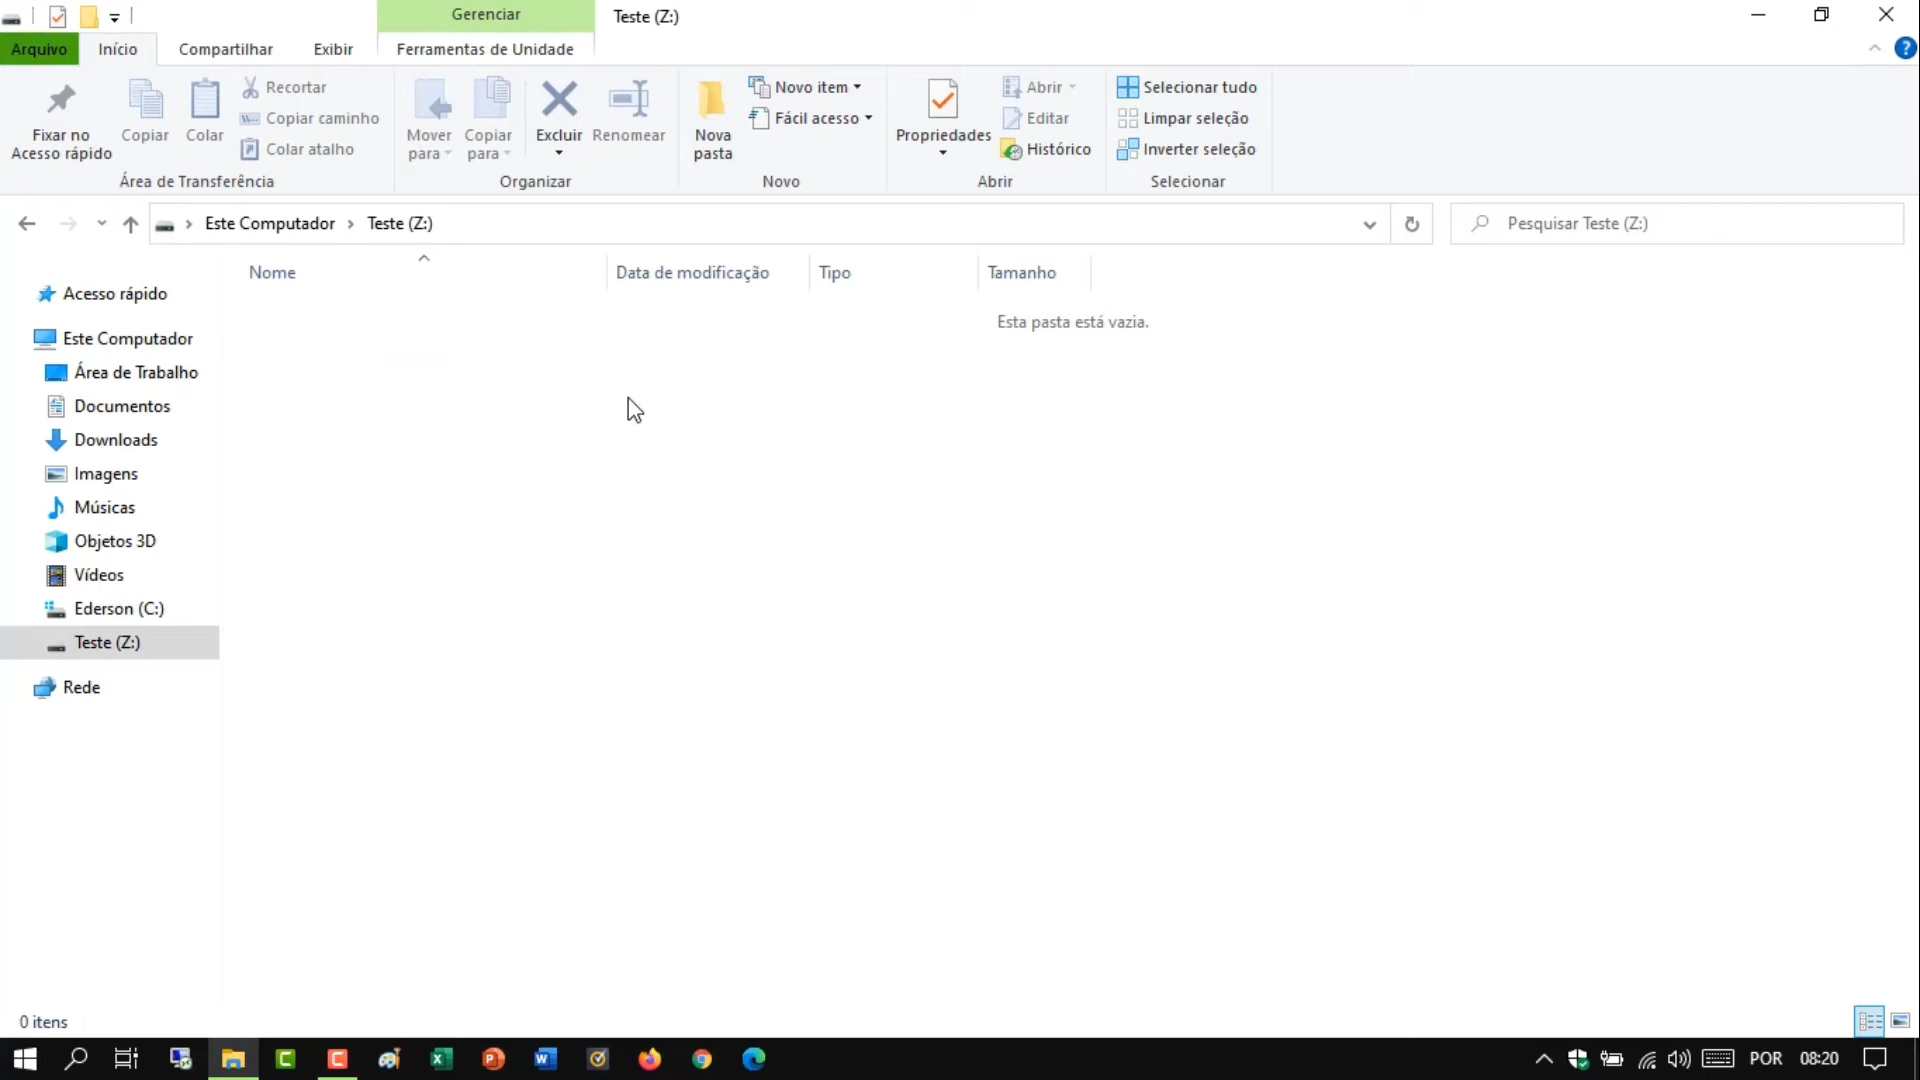 Gerenciar
Teste (Z:)
Arquivo
Início
Compartilhar
Exibir
Ferramentas de Unidade
Fixar no
Acesso rápido
Copiar
Colar
Recortar
Copiar caminho
Colar atalho
Área de Transferência
Mover
para
Copiar
para
Excluir
Renomear
Organizar
Nova
pasta
Novo item
Fácil acesso
Novo
Propriedades
Abrir
Editar
Histórico
Abrir
Selecionar tudo
Limpar seleção
Inverter seleção
Selecionar
Este Computador > Teste (Z:)
Pesquisar Teste (Z:)
Nome
Data de modificação
Tipo
Tamanho
Esta pasta está vazia.
Acesso rápido
Este Computador
Área de Trabalho
Documentos
Downloads
Imagens
Músicas
Objetos 3D
Vídeos
Ederson (C:)
Teste (Z:)
Rede
0 itens
POR
08:20